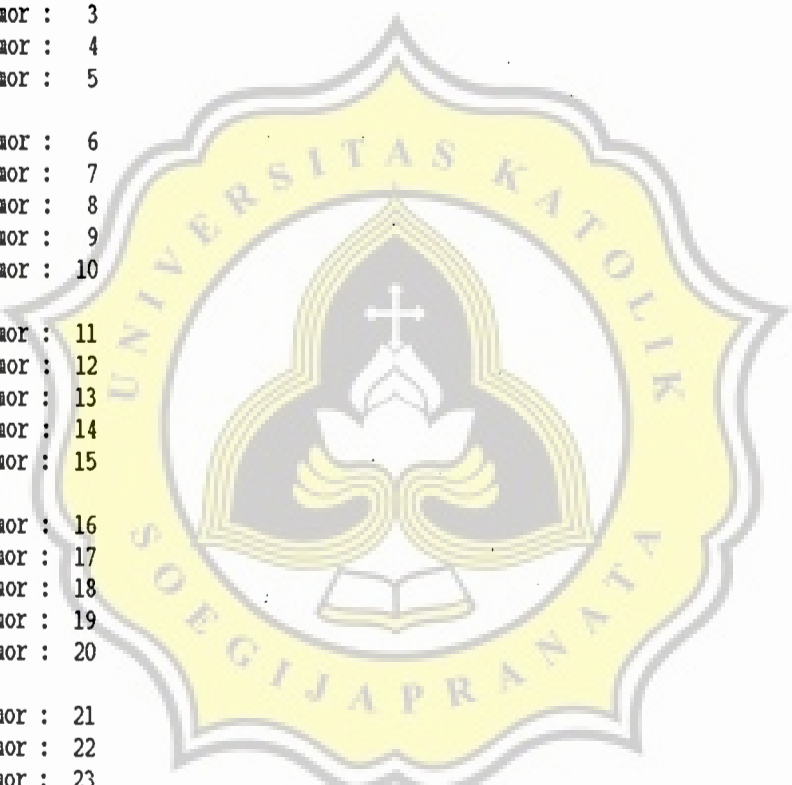 mor : 3
mor : 4
mor : 5
mor : 6
mor : 7
mor : 8
mor : 9
mor : 10
mor : 11
mor : 12
mor : 13
mor : 14
mor : 15
mor : 16
mor : 17
mor : 18
mor : 19
mor : 20
mor : 21
mor : 22
mor : 23
UNIVERSITAS KATOLIK
SOEGIJAPRANATA